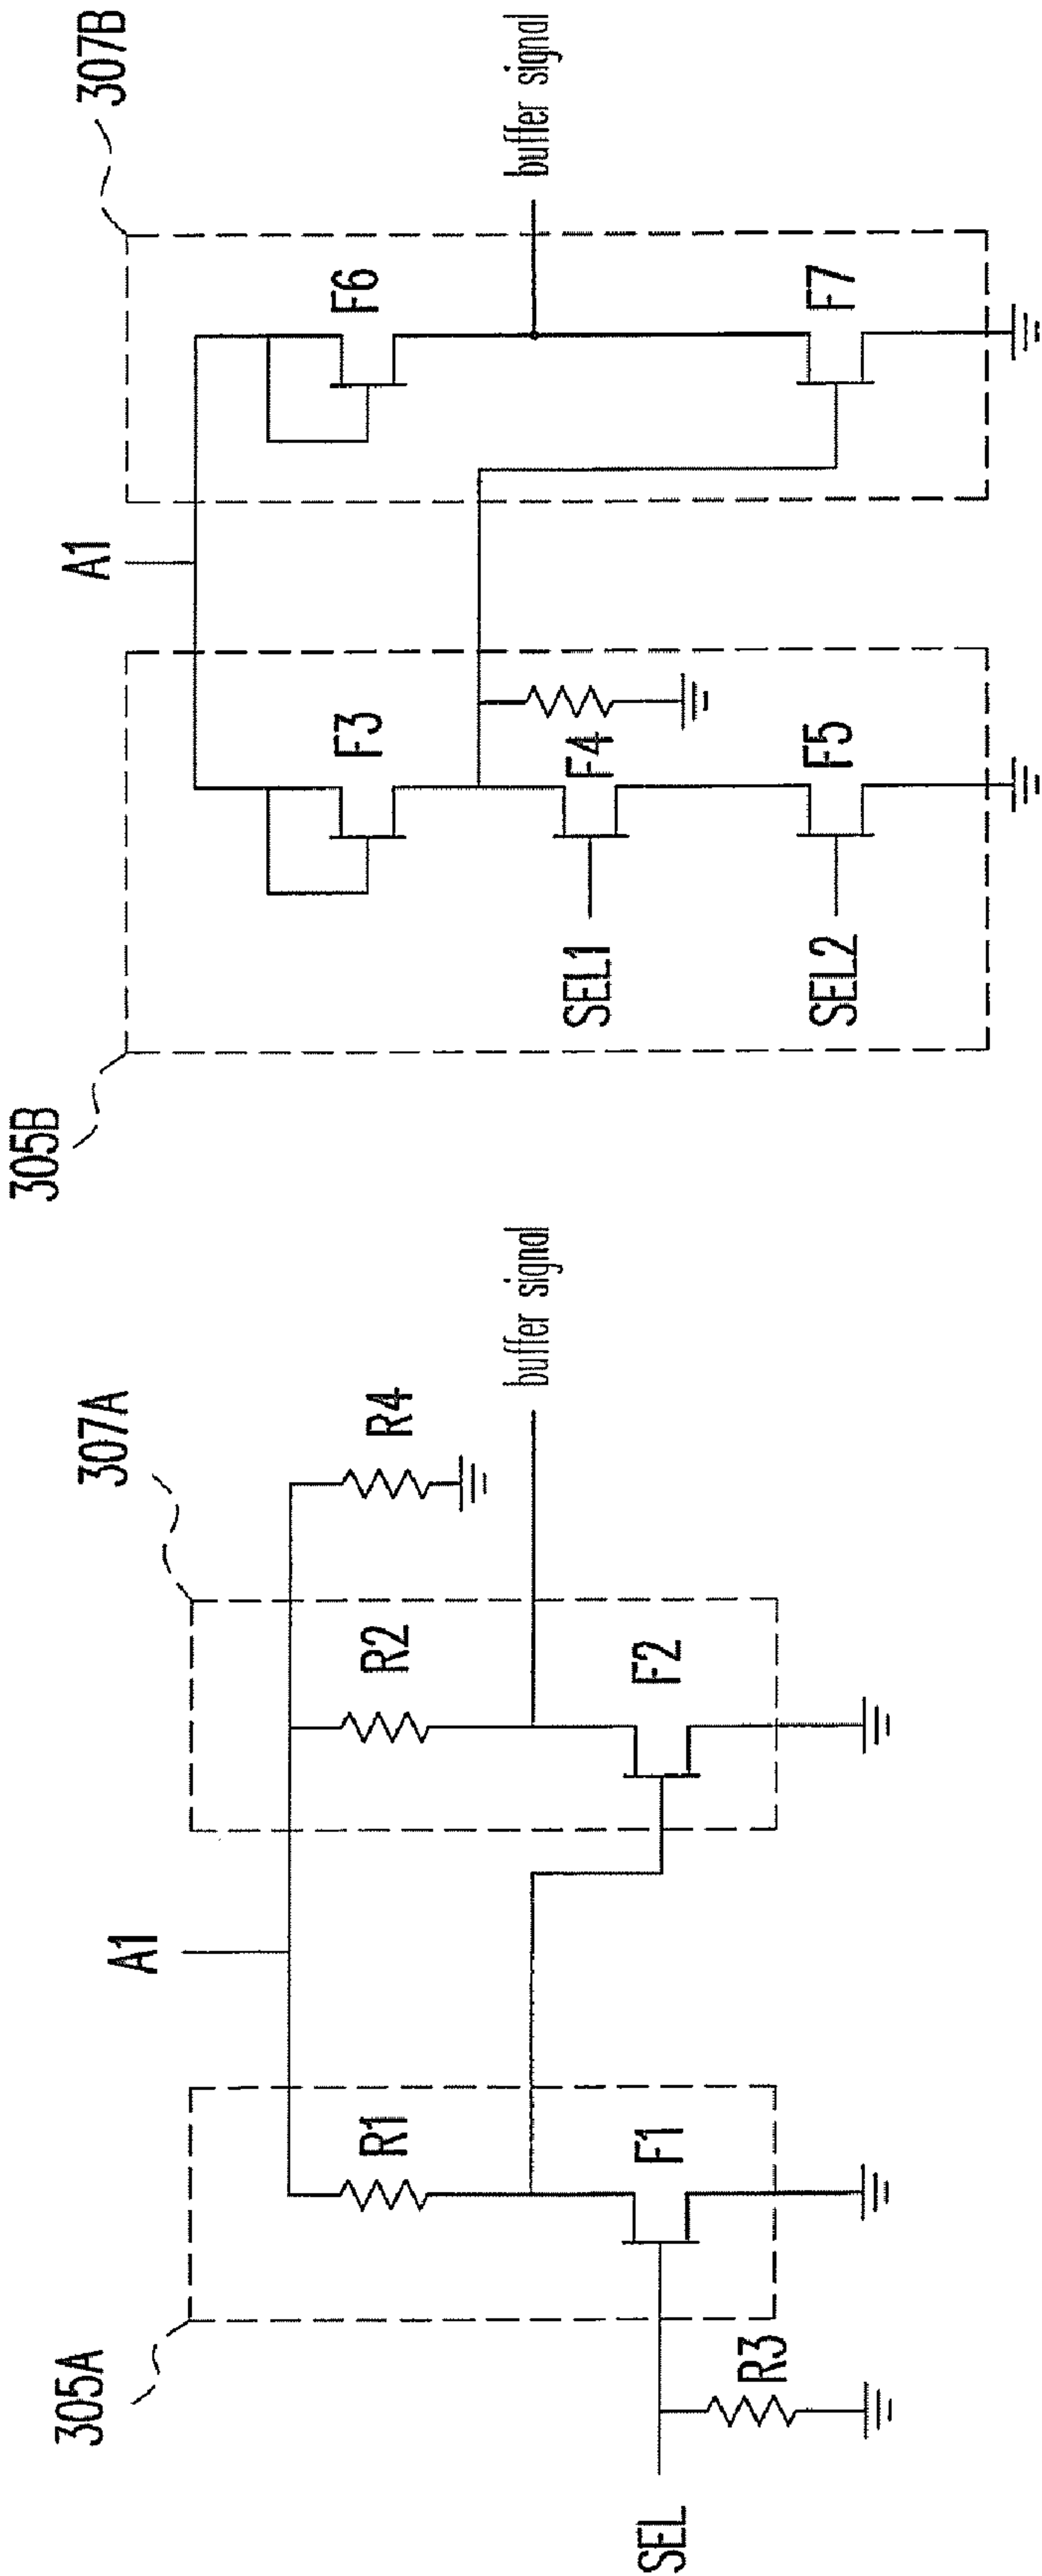 305A
307A
A1
R1
R2
R4
buffer signal
F1
F2
SEL
R3
305B
307B
A1
F3
F6
buffer signal
F4
SEL1
F5
F7
SEL2